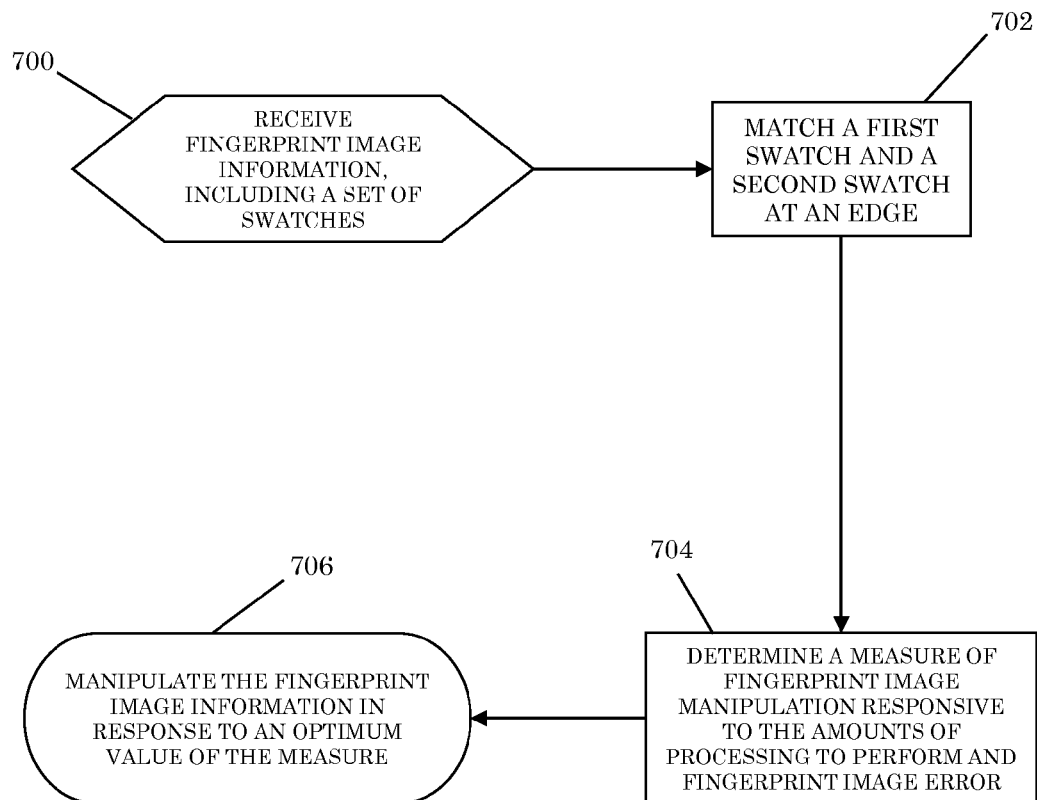 700
RECEIVE
FINGERPRINT IMAGE
INFORMATION,
INCLUDING A SET OF
SWATCHES
702
MATCH A FIRST
SWATCH AND A
SECOND SWATCH
AT AN EDGE
704
DETERMINE A MEASURE OF
FINGERPRINT IMAGE
MANIPULATION RESPONSIVE
TO THE AMOUNTS OF
PROCESSING TO PERFORM AND
FINGERPRINT IMAGE ERROR
706
MANIPULATE THE FINGERPRINT
IMAGE INFORMATION IN
RESPONSE TO AN OPTIMUM
VALUE OF THE MEASURE